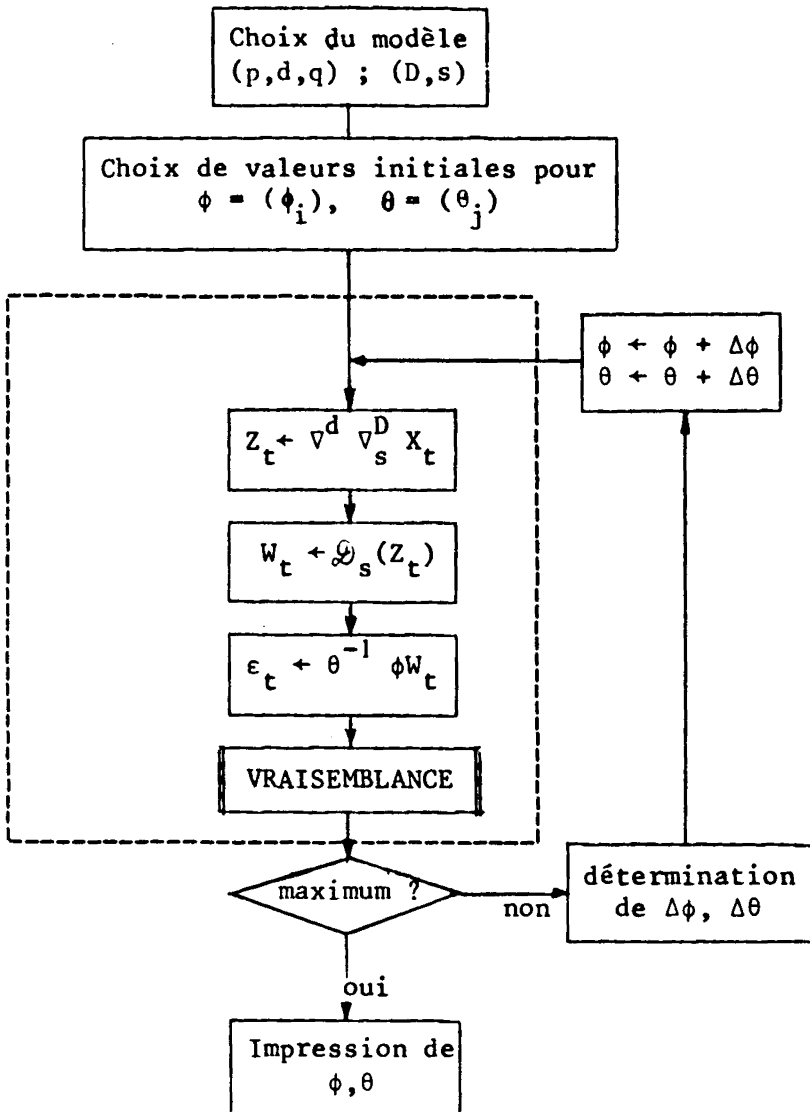 Choix du modèle
(p,d,q) ; (D,s)
Choix de valeurs initiales pour
ϕ = (ϕ_i), θ = (θ_j)
ϕ ← ϕ + Δϕ
θ ← θ + Δθ
Z_t ← ∇^d ∇_s^D X_t
W_t ← 𝒟_s(Z_t)
ε_t ← θ^-1 ϕW_t
VRAISEMBLANCE
maximum ?
non
détermination
de Δϕ, Δθ
oui
Impression de
ϕ,θ